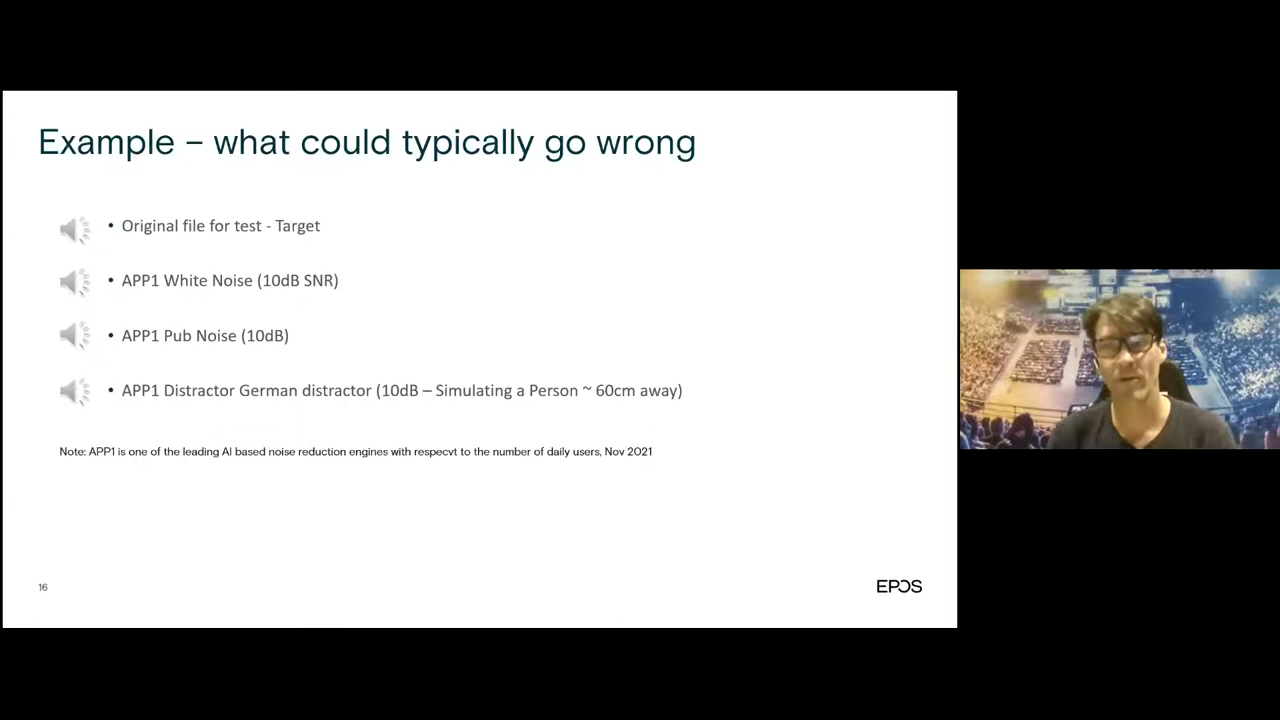 Example – what could typically go wrong
• Original file for test - Target
• APP1 White Noise (10dB SNR)
• APP1 Pub Noise (10dB)
• APP1 Distractor German distractor (10dB – Simulating a Person ~ 60cm away)
Note: APP1 is one of the leading AI based noise reduction engines with respecvt to the number of daily users, Nov 2021
16
EPOS